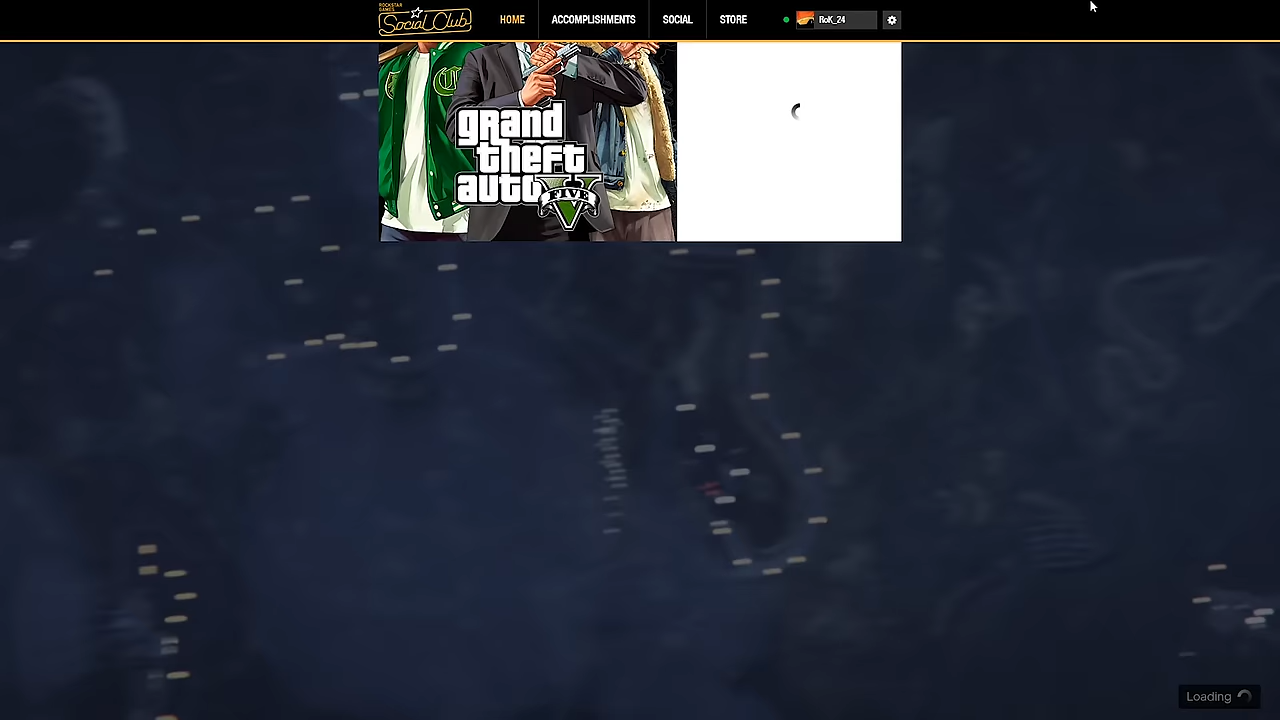 ROCKSTAR
GAMES
Social Club
HOME
ACCOMPLISHMENTS
SOCIAL
STORE
RoK_24
grand
theft
auto
FIVE
V
Loading